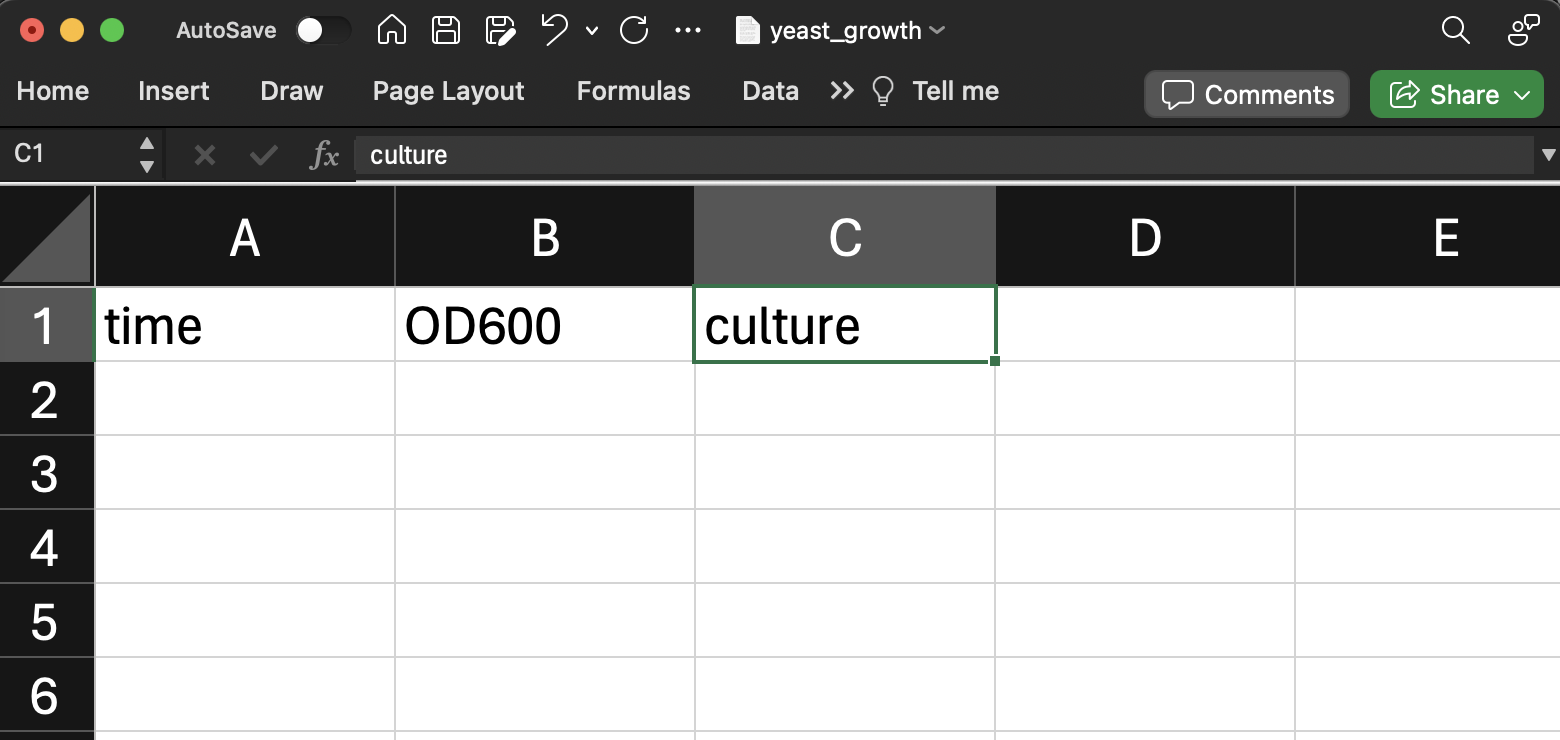 AutoSave yeast_growth
Home Insert Draw Page Layout Formulas Data Tell me Comments Share
C1 fx culture
A B C D E
1 time OD600 culture
2
3
4
5
6